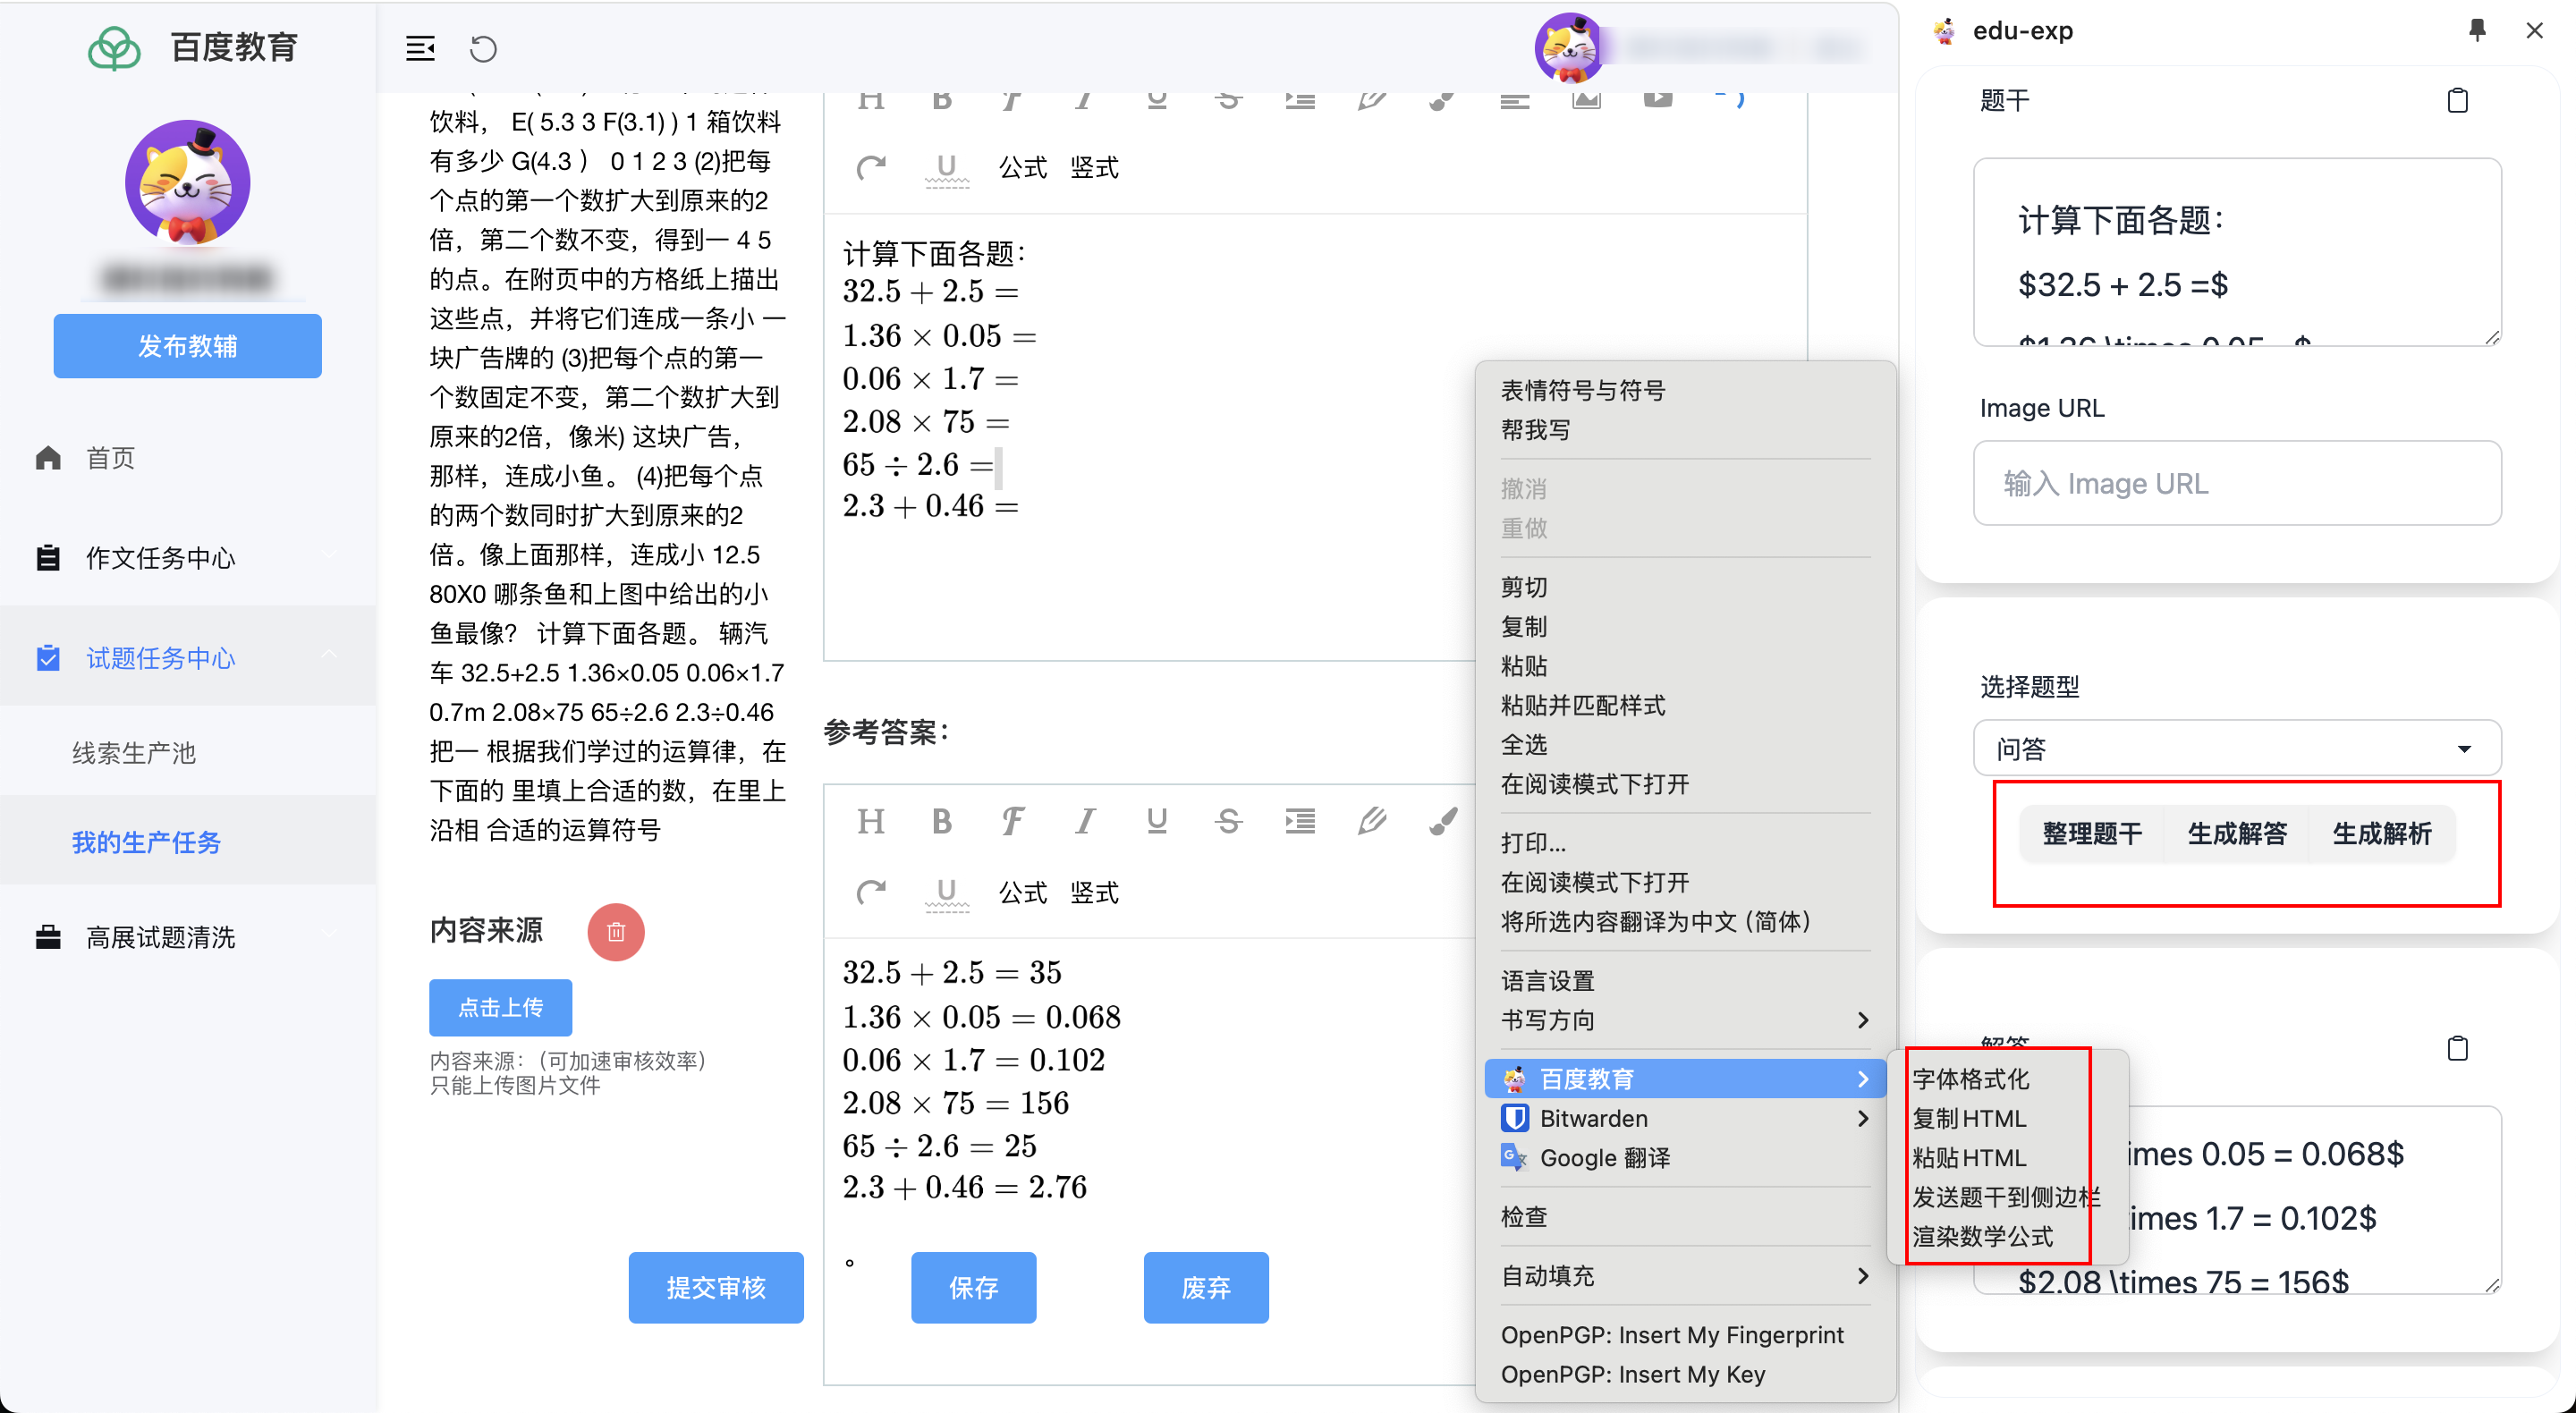 百度教育
发布教辅
首页
作文任务中心
试题任务中心
线索生产池
我的生产任务
高展试题清洗
饮料， E( 5.3 3 F(3.1) ) 1 箱饮料
有多少 G(4.3 ） 0 1 2 3 (2)把每
个点的第一个数扩大到原来的2
倍，第二个数不变，得到一 4 5
的点。在附页中的方格纸上描出
这些点，并将它们连成一条小 一
块广告牌的 (3)把每个点的第一
个数固定不变，第二个数扩大到
原来的2倍，像米) 这块广告，
那样，连成小鱼。 (4)把每个点
的两个数同时扩大到原来的2
倍。像上面那样，连成小 12.5
80X0 哪条鱼和上图中给出的小
鱼最像？ 计算下面各题。 辆汽
车 32.5+2.5 1.36×0.05 0.06×1.7
0.7m 2.08×75 65÷2.6 2.3÷0.46
把一 根据我们学过的运算律，在
下面的 里填上合适的数，在里上
沿相 合适的运算符号
内容来源
点击上传
内容来源：（可加速审核效率）
只能上传图片文件
H B F I U S
U 公式 竖式
计算下面各题：
32.5 + 2.5 =
1.36 × 0.05 =
0.06 × 1.7 =
2.08 × 75 =
65 ÷ 2.6 =
2.3 + 0.46 =
参考答案：
H B F I U S
U 公式 竖式
32.5 + 2.5 = 35
1.36 × 0.05 = 0.068
0.06 × 1.7 = 0.102
2.08 × 75 = 156
65 ÷ 2.6 = 25
2.3 + 0.46 = 2.76
。
提交审核 保存 废弃
表情符号与符号
帮我写
撤消
重做
剪切
复制
粘贴
粘贴并匹配样式
全选
在阅读模式下打开
打印...
在阅读模式下打开
将所选内容翻译为中文 (简体)
语言设置
书写方向
百度教育
Bitwarden
Google 翻译
检查
自动填充
OpenPGP: Insert My Fingerprint
OpenPGP: Insert My Key
字体格式化
复制HTML
粘贴HTML
发送题干到侧边栏
渲染数学公式
edu-exp
题干
计算下面各题：
$32.5 + 2.5 =$
$1.36 \times 0.05 =$
Image URL
输入 Image URL
选择题型
问答
整理题干 生成解答 生成解析
解答
imes 0.05 = 0.068$
imes 1.7 = 0.102$
$2.08 \times 75 = 156$